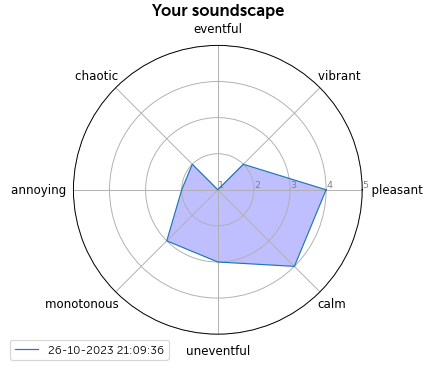 Your soundscape
eventful
chaotic
vibrant
annoying
1
2
3
4
5
pleasant
monotonous
calm
26-10-2023 21:09:36
uneventful